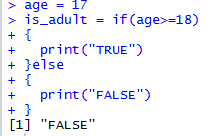 > age = 17
> is_adult = if(age>=18)
+ {
+   print("TRUE")
+ }else
+ {
+   print("FALSE")
+ }
[1] "FALSE"